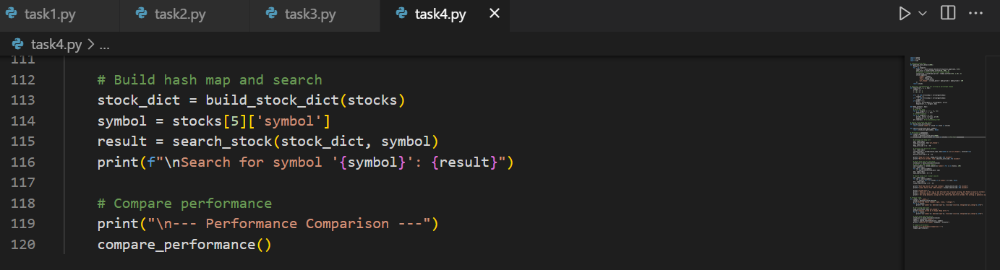 task1.py task2.py task3.py task4.py
task4.py > ...
111
112 # Build hash map and search
113 stock_dict = build_stock_dict(stocks)
114 symbol = stocks[5]['symbol']
115 result = search_stock(stock_dict, symbol)
116 print(f"\nSearch for symbol '{symbol}': {result}")
117
118 # Compare performance
119 print("\n--- Performance Comparison ---")
120 compare_performance()